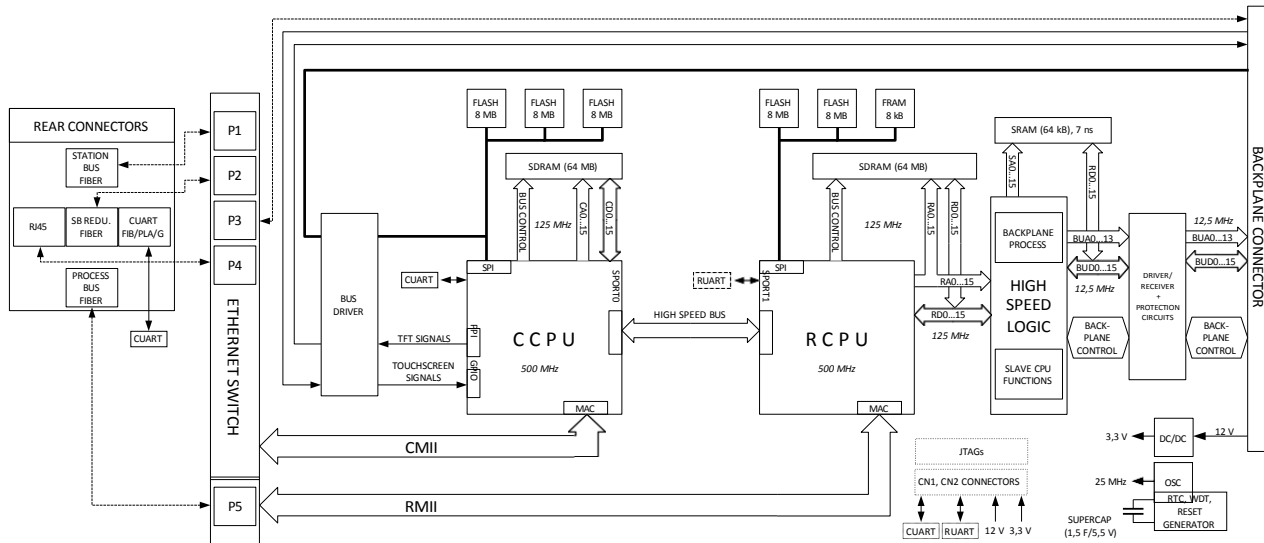 REAR CONNECTORS
STATION
BUS
FIBER
RJ45
SB REDU.
FIBER
CUART
FIB/PLA/G
PROCESS
BUS
FIBER
CUART
P1
P2
P3
P4
ETHERNET SWITCH
P5
BUS
DRIVER
FLASH
8 MB
FLASH
8 MB
FLASH
8 MB
SDRAM (64 MB)
BUS CONTROL
125 MHz
CA0...15
CD0...15
SPI
CUART
SPORT0
PPI
TFT SIGNALS
GPIO
TOUCHSCREEN
SIGNALS
CCPU
500 MHz
MAC
HIGH SPEED BUS
CMII
RMII
FLASH
8 MB
FLASH
8 MB
FRAM
8 kB
SDRAM (64 MB)
BUS CONTROL
125 MHz
RA0...15
RD0...15
SPI
RUART
SPORT1
RCPU
500 MHz
MAC
RA0...15
RD0...15
125 MHz
SRAM (64 kB), 7 ns
SA0...15
RD0...15
BACKPLANE
PROCESS
HIGH
SPEED
LOGIC
SLAVE CPU
FUNCTIONS
BUA0...13
BUD0...15
12,5 MHz
BACK-
PLANE
CONTROL
DRIVER/
RECEIVER
+
PROTECTION
CIRCUITS
12,5 MHz
BUA0...13
BUD0...15
BACK-
PLANE
CONTROL
BACKPLANE CONNECTOR
JTAGs
CN1, CN2 CONNECTORS
CUART
RUART
12 V
3,3 V
3,3 V
DC/DC
12 V
25 MHz
OSC
RTC, WDT,
RESET
GENERATOR
SUPERCAP
(1,5 F/5,5 V)